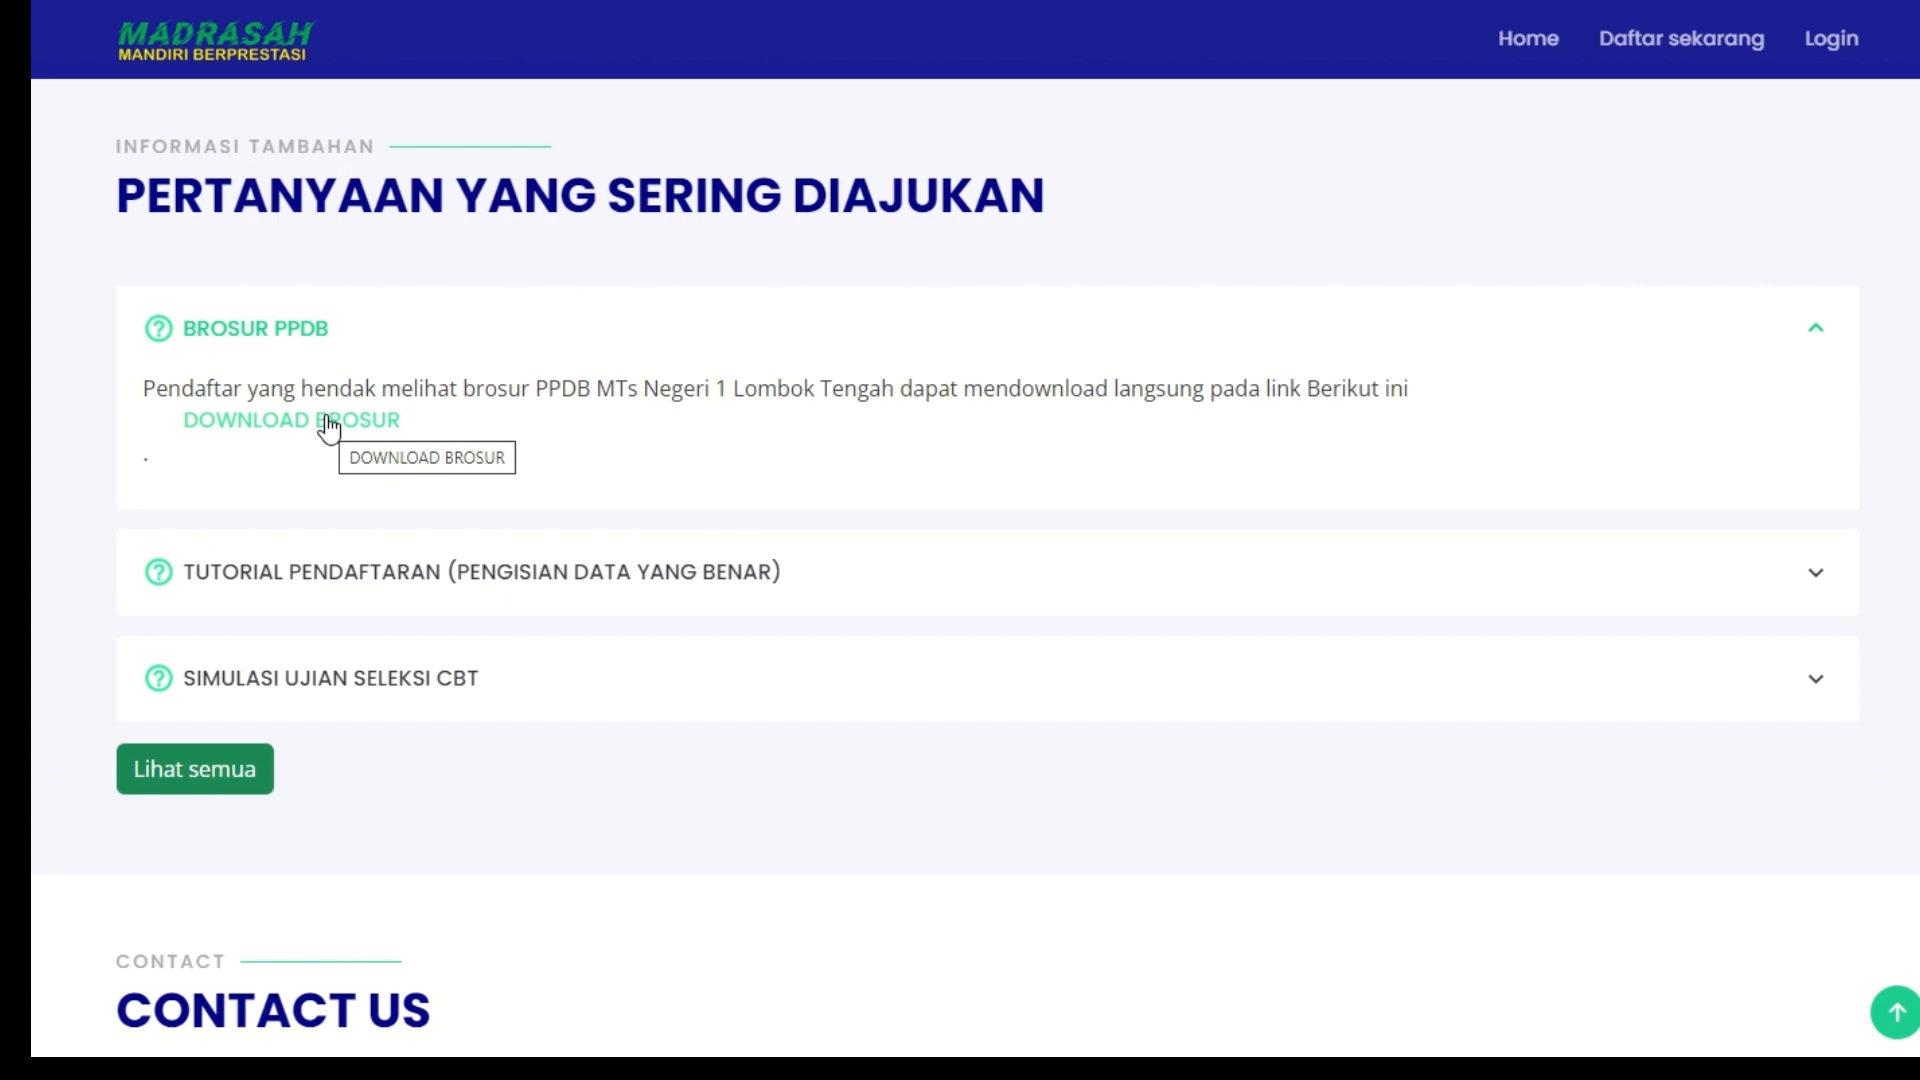 MADRASAH
MANDIRI BERPRESTASI
Home
Daftar sekarang
Login
INFORMASI TAMBAHAN
PERTANYAAN YANG SERING DIAJUKAN
BROSUR PPDB
Pendaftar yang hendak melihat brosur PPDB MTs Negeri 1 Lombok Tengah dapat mendownload langsung pada link Berikut ini
DOWNLOAD BROSUR
.
DOWNLOAD BROSUR
TUTORIAL PENDAFTARAN (PENGISIAN DATA YANG BENAR)
SIMULASI UJIAN SELEKSI CBT
Lihat semua
CONTACT
CONTACT US